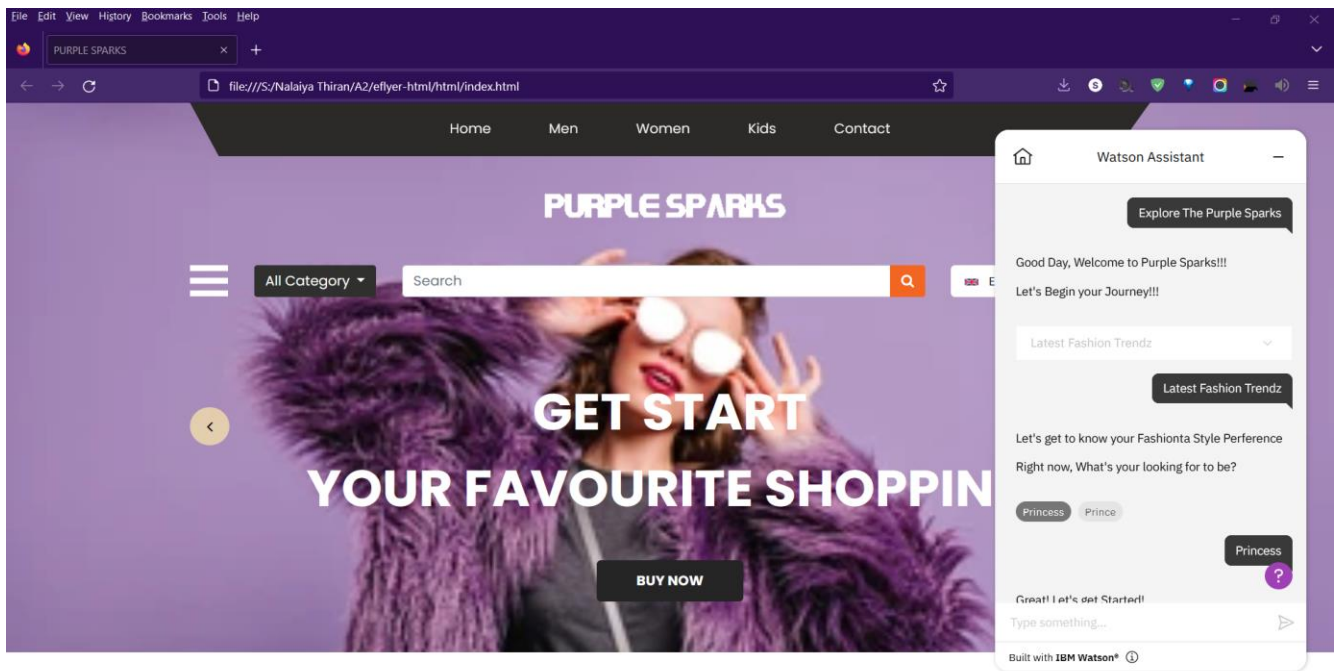 File Edit View History Bookmarks Tools Help
PURPLE SPARKS
file:///S:/Nalaiya Thiran/A2/eflyer-html/html/index.html
Home Men Women Kids Contact
PURPLE SPARKS
All Category
Search
E
GET START
YOUR FAVOURITE SHOPPIN
BUY NOW
Watson Assistant
Explore The Purple Sparks
Good Day, Welcome to Purple Sparks!!!
Let's Begin your Journey!!!
Latest Fashion Trendz
Latest Fashion Trendz
Let's get to know your Fashionta Style Perference
Right now, What's your looking for to be?
Princess Prince
Princess
?
Great! Let's get Started!
Type something...
Built with IBM Watson®